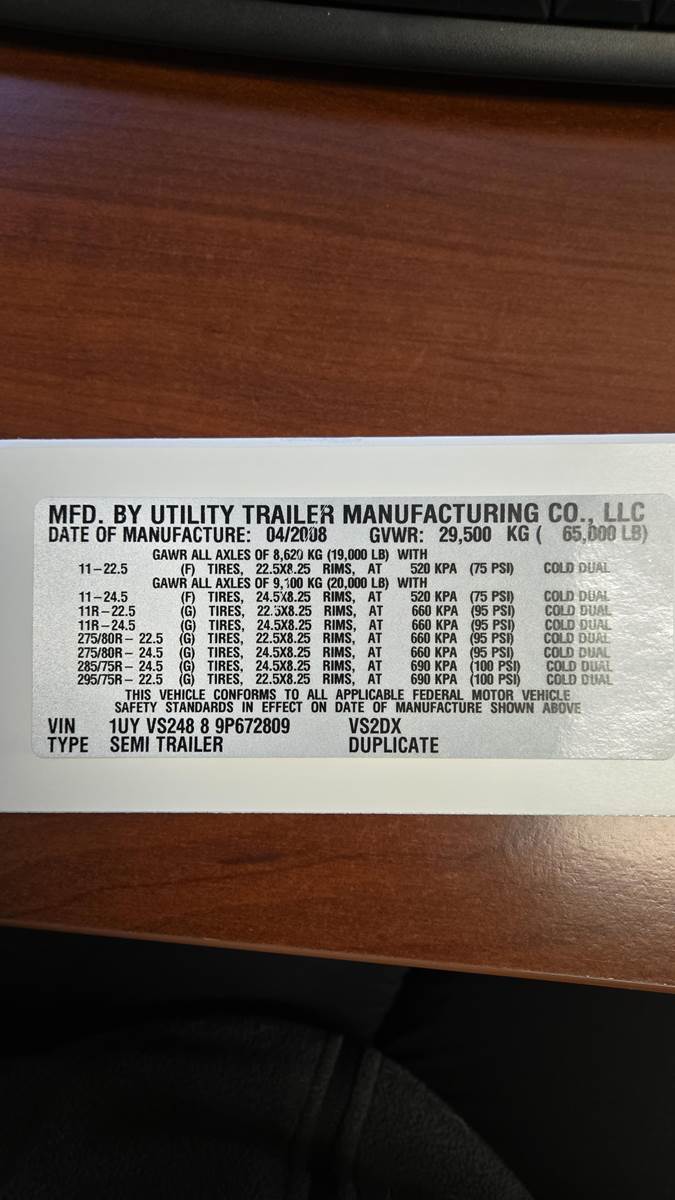 MFD. BY UTILITY TRAILER MANUFACTURING CO., LLC
DATE OF MANUFACTURE: 04/2008 GVWR: 29,500 KG ( 65,000 LB)
GAWR ALL AXLES OF 8,620 KG (19,000 LB) WITH
11-22.5 (F) TIRES, 22.5X8.25 RIMS, AT 520 KPA (75 PSI) COLD DUAL
GAWR ALL AXLES OF 9,100 KG (20,000 LB) WITH
11-24.5 (F) TIRES, 24.5X8.25 RIMS, AT 520 KPA (75 PSI) COLD DUAL
11R-22.5 (G) TIRES, 22.5X8.25 RIMS, AT 660 KPA (95 PSI) COLD DUAL
11R-24.5 (G) TIRES, 24.5X8.25 RIMS, AT 660 KPA (95 PSI) COLD DUAL
275/80R- 22.5 (G) TIRES, 22.5X8.25 RIMS, AT 660 KPA (95 PSI) COLD DUAL
275/80R- 24.5 (G) TIRES, 24.5X8.25 RIMS, AT 660 KPA (95 PSI) COLD DUAL
285/75R- 24.5 (G) TIRES, 24.5X8.25 RIMS, AT 690 KPA (100 PSI) COLD DUAL
295/75R- 22.5 (G) TIRES, 22.5X8.25 RIMS, AT 690 KPA (100 PSI) COLD DUAL
THIS VEHICLE CONFORMS TO ALL APPLICABLE FEDERAL MOTOR VEHICLE
SAFETY STANDARDS IN EFFECT ON DATE OF MANUFACTURE SHOWN ABOVE
VIN 1UY VS248 8 9P672809 VS2DX
TYPE SEMI TRAILER DUPLICATE